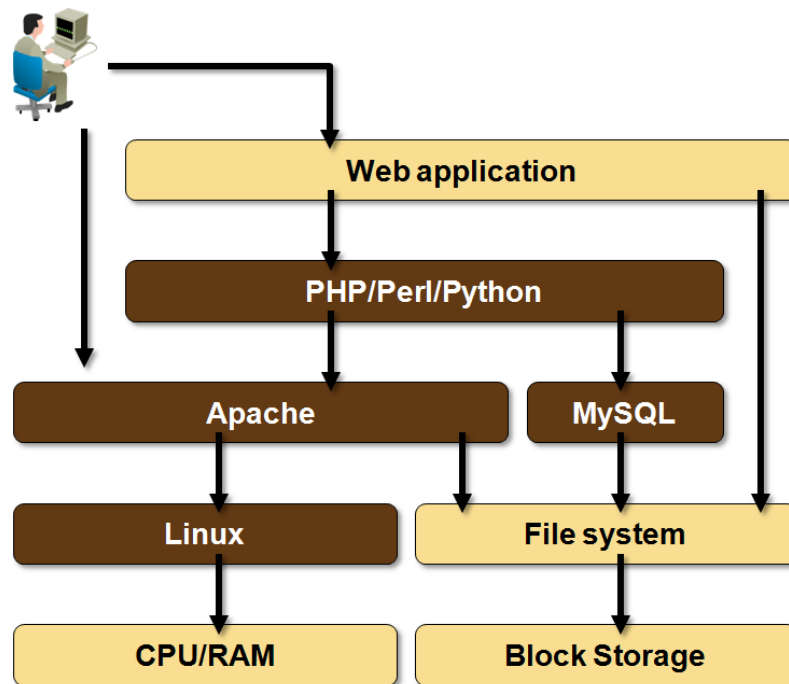 Web application
PHP/Perl/Python
Apache
MySQL
Linux
File system
CPU/RAM
Block Storage